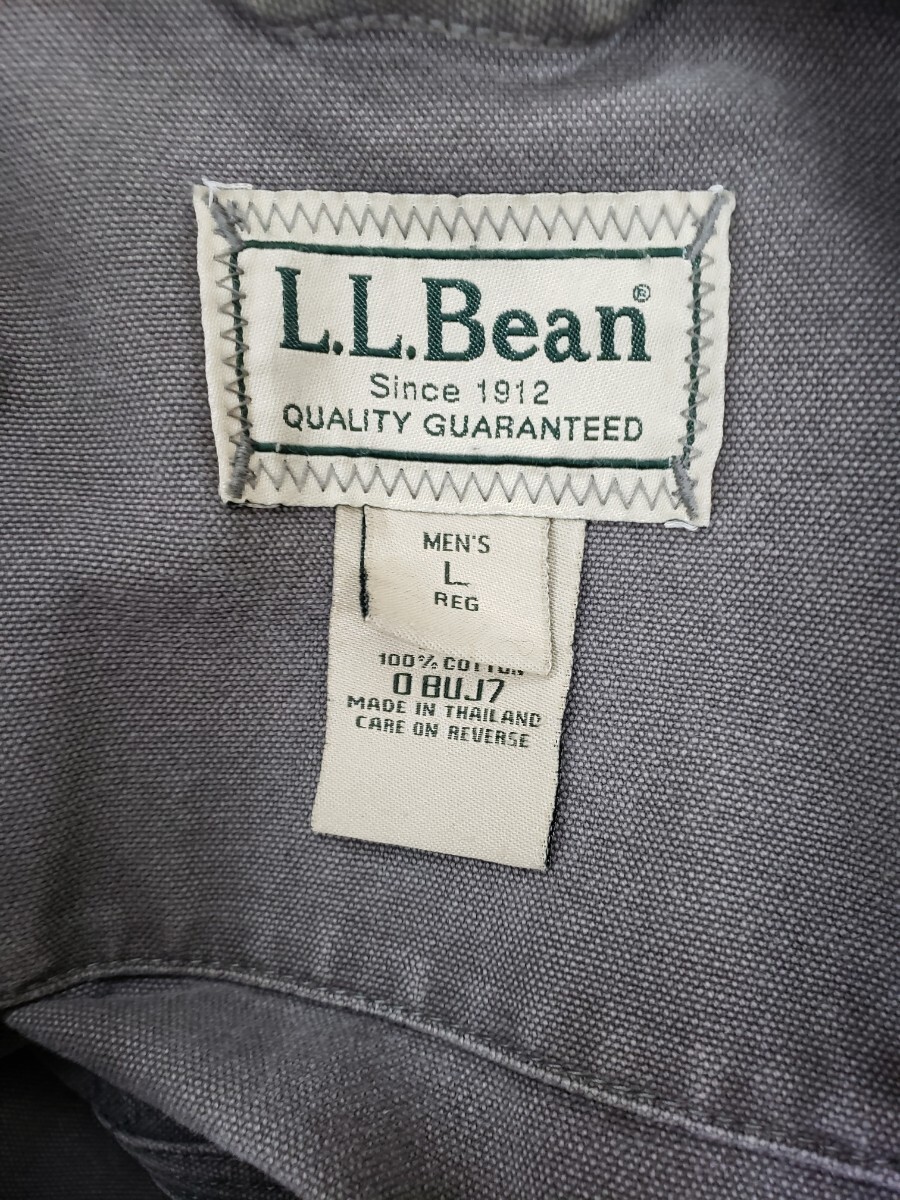 L.L.Bean®
Since 1912
QUALITY GUARANTEED
MEN'S
L
REG
100% COTTON
0 BUJ7
MADE IN THAILAND
CARE ON REVERSE